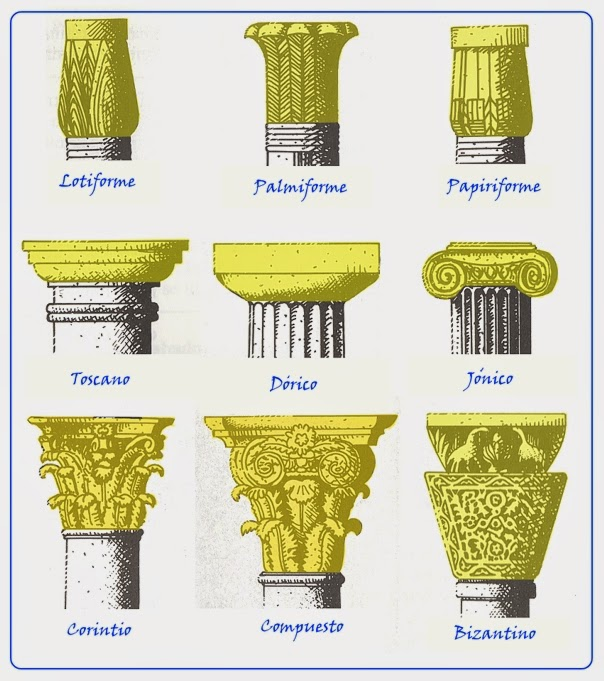 Lotiforme
Palmiforme
Papiriforme
Toscano
Dórico
Jónico
Corintio
Compuesto
Bizantino